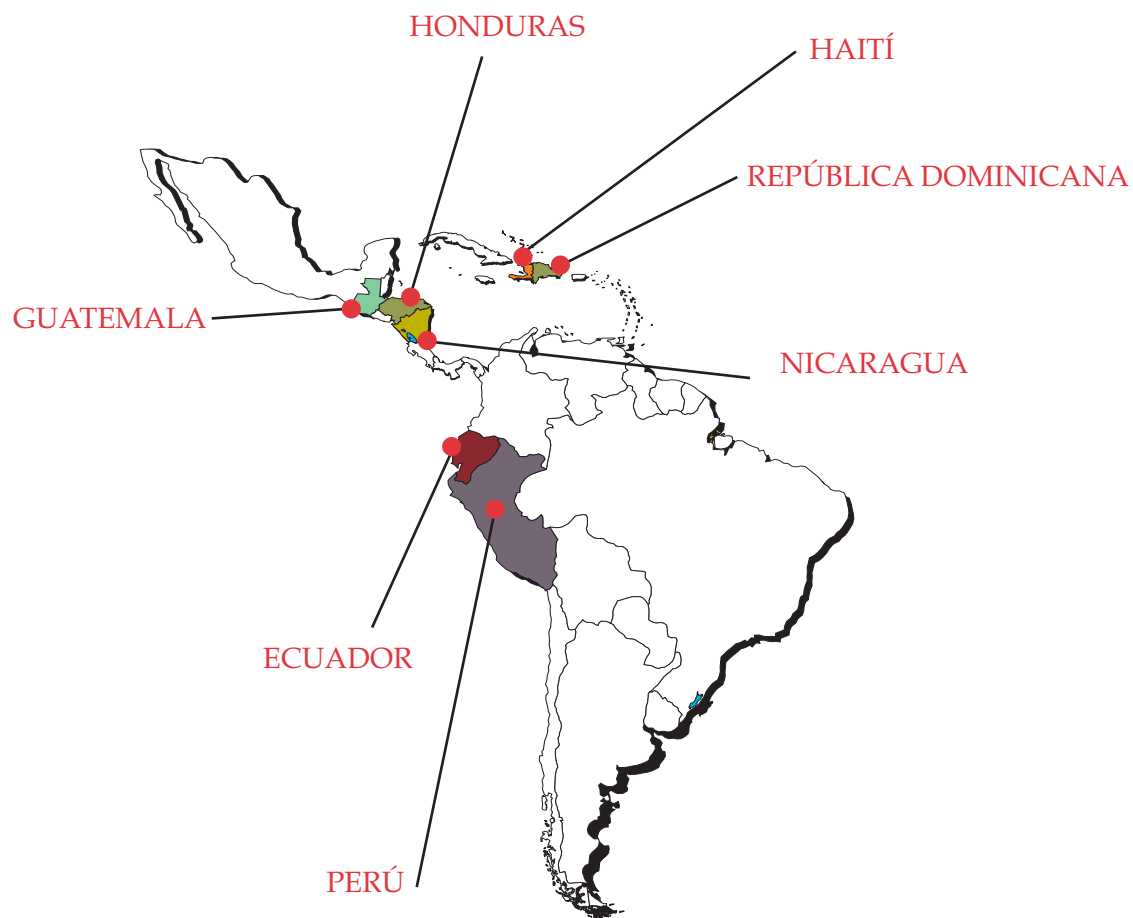 HONDURAS
HAITÍ
REPÚBLICA DOMINICANA
GUATEMALA
NICARAGUA
ECUADOR
PERÚ